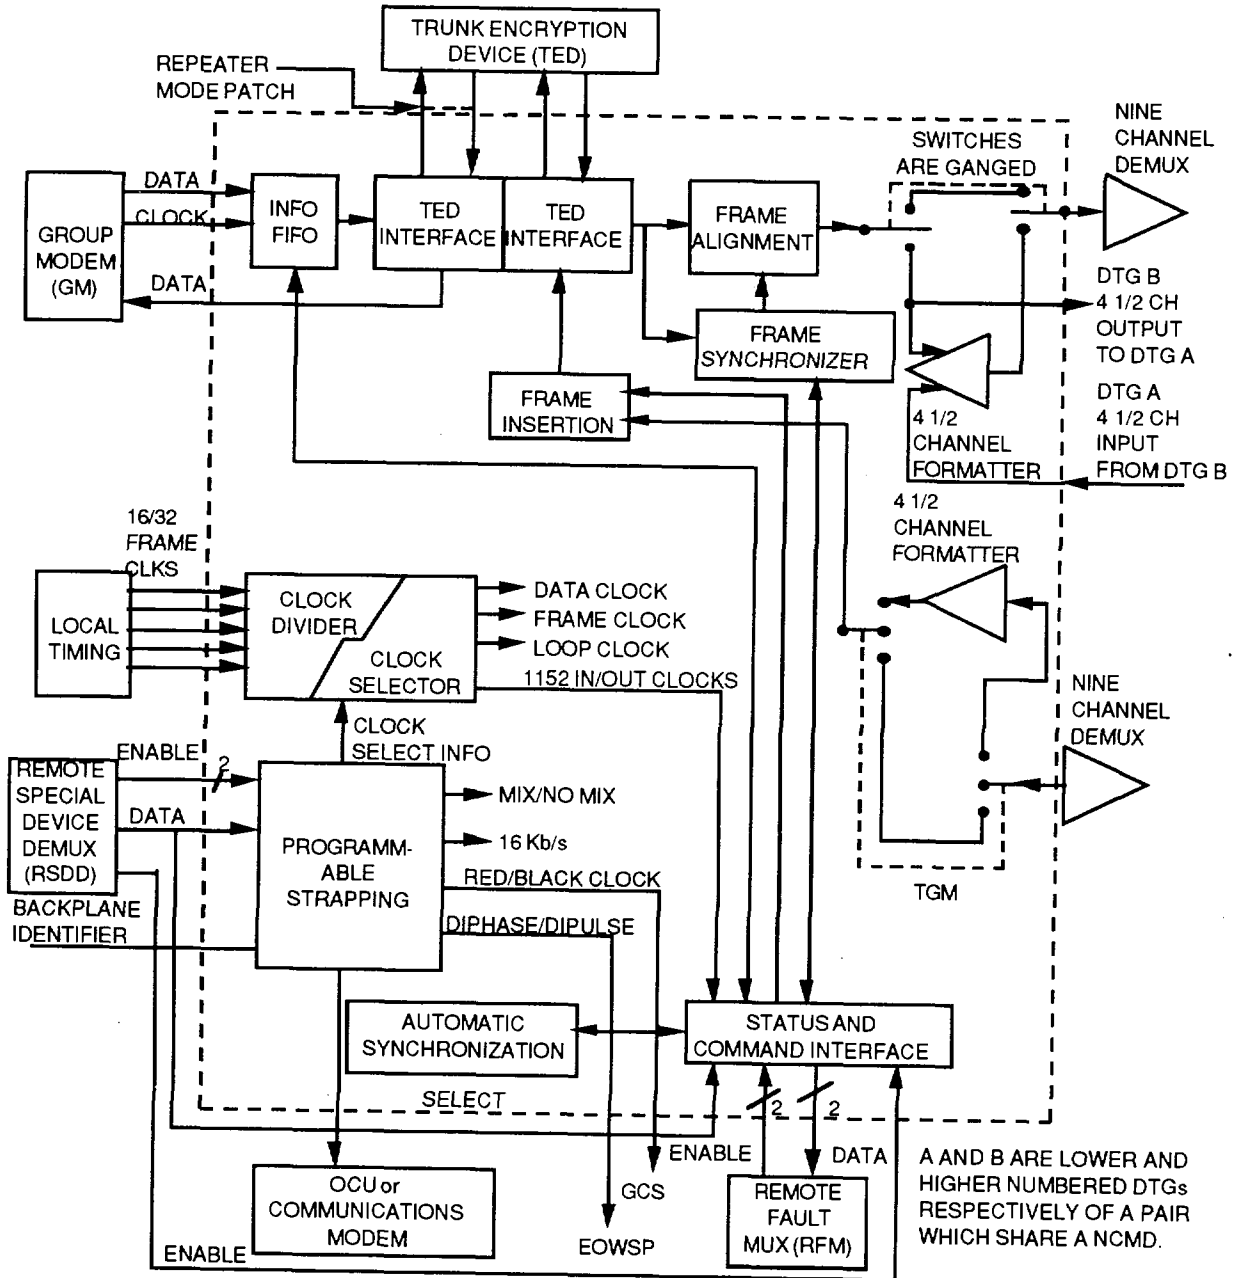 TRUNK ENCRYPTION
DEVICE (TED)
REPEATER
MODE PATCH
NINE
CHANNEL
DEMUX
SWITCHES
ARE GANGED
DATA
CLOCK
DATA
GROUP
MODEM
(GM)
INFO
FIFO
TED
INTERFACE
TED
INTERFACE
FRAME
ALIGNMENT
FRAME
SYNCHRONIZER
FRAME
INSERTION
DTG B
4 1/2 CH
OUTPUT
TO DTG A
DTG A
4 1/2 CH
INPUT
FROM DTG B
4 1/2
CHANNEL
FORMATTER
4 1/2
CHANNEL
FORMATTER
16/32
FRAME
CLKS
LOCAL
TIMING
CLOCK
DIVIDER
CLOCK
SELECTOR
DATA CLOCK
FRAME CLOCK
LOOP CLOCK
1152 IN/OUT CLOCKS
CLOCK
SELECT INFO
NINE
CHANNEL
DEMUX
TGM
ENABLE
2
REMOTE
SPECIAL
DEVICE
DEMUX
(RSDD)
DATA
BACKPLANE
IDENTIFIER
PROGRAMM-
ABLE
STRAPPING
MIX/NO MIX
16 Kb/s
RED/BLACK CLOCK
DIPHASE/DIPULSE
AUTOMATIC
SYNCHRONIZATION
STATUS AND
COMMAND INTERFACE
SELECT
2
2
ENABLE
DATA
OCU or
COMMUNICATIONS
MODEM
GCS
EOWSP
REMOTE
FAULT
MUX (RFM)
ENABLE
A AND B ARE LOWER AND
HIGHER NUMBERED DTGs
RESPECTIVELY OF A PAIR
WHICH SHARE A NCMD.